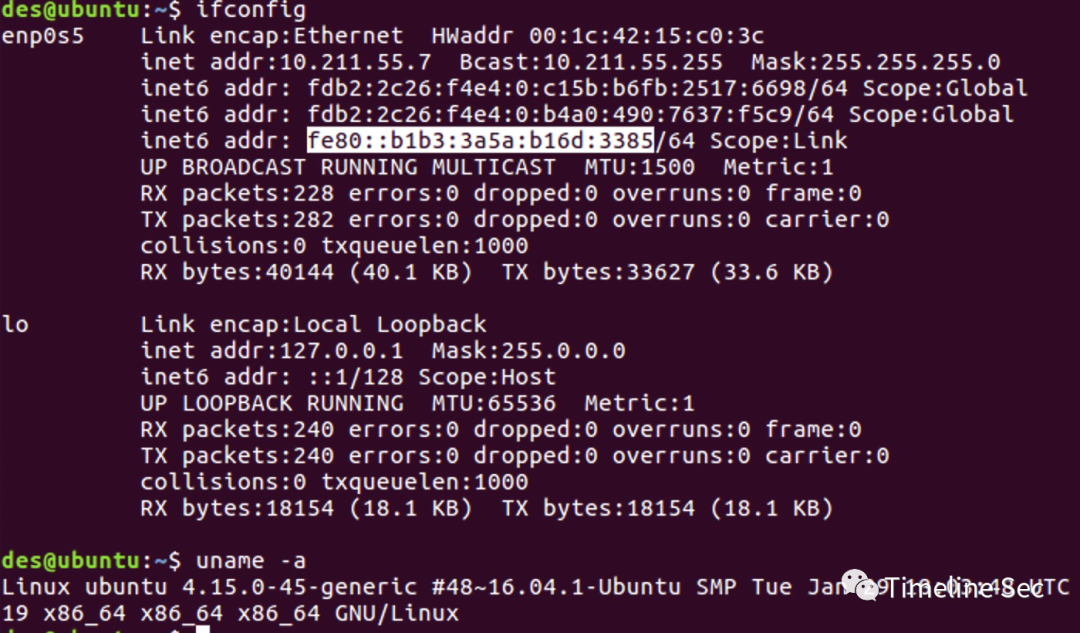 des@ubuntu:~$ ifconfig
enp0s5    Link encap:Ethernet  HWaddr 00:1c:42:15:c0:3c
          inet addr:10.211.55.7  Bcast:10.211.55.255  Mask:255.255.255.0
          inet6 addr: fdb2:2c26:f4e4:0:c15b:b6fb:2517:6698/64 Scope:Global
          inet6 addr: fdb2:2c26:f4e4:0:b4a0:490:7637:f5c9/64 Scope:Global
          inet6 addr: fe80::b1b3:3a5a:b16d:3385/64 Scope:Link
          UP BROADCAST RUNNING MULTICAST  MTU:1500  Metric:1
          RX packets:228 errors:0 dropped:0 overruns:0 frame:0
          TX packets:282 errors:0 dropped:0 overruns:0 carrier:0
          collisions:0 txqueuelen:1000
          RX bytes:40144 (40.1 KB)  TX bytes:33627 (33.6 KB)
lo        Link encap:Local Loopback
          inet addr:127.0.0.1  Mask:255.0.0.0
          inet6 addr: ::1/128 Scope:Host
          UP LOOPBACK RUNNING  MTU:65536  Metric:1
          RX packets:240 errors:0 dropped:0 overruns:0 frame:0
          TX packets:240 errors:0 dropped:0 overruns:0 carrier:0
          collisions:0 txqueuelen:1000
          RX bytes:18154 (18.1 KB)  TX bytes:18154 (18.1 KB)
des@ubuntu:~$ uname -a
Linux ubuntu 4.15.0-45-generic #48~16.04.1-Ubuntu SMP Tue Jan UTC
Timeline Sec
19 x86_64 x86_64 x86_64 GNU/Linux